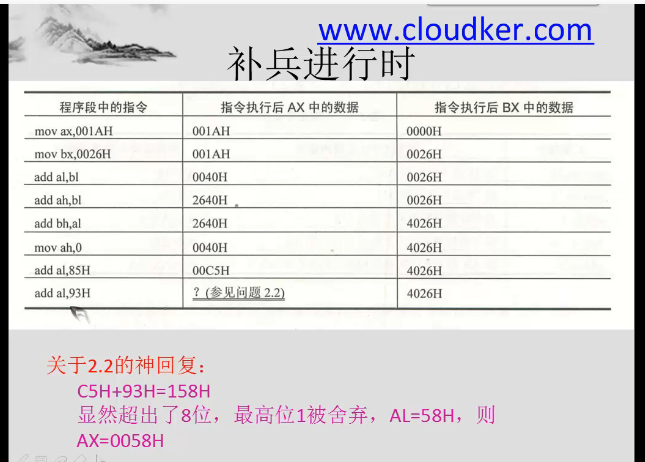 www.cloudker.com
补兵进行时
程序段中的指令 指令执行后 AX 中的数据 指令执行后 BX 中的数据
mov ax,001AH 001AH 0000H
mov bx,0026H 001AH 0026H
add al,bl 0040H 0026H
add ah,bl 2640H 0026H
add bh,al 2640H 4026H
mov ah,0 0040H 4026H
add al,85H 00C5H 4026H
add al,93H ？(参见问题 2.2) 4026H
关于2.2的神回复：
C5H+93H=158H
显然超出了8位，最高位1被舍弃，AL=58H，则
AX=0058H